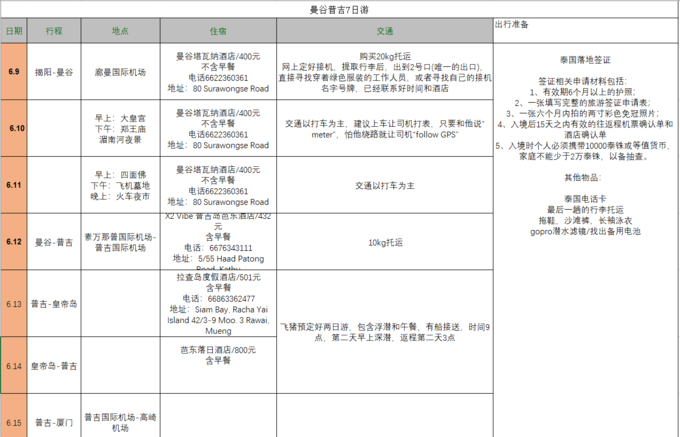 曼谷普吉7日游
日期 行程 地点 住宿 交通
出行准备
6.9
揭阳-曼谷
廊曼国际机场
曼谷塔瓦纳酒店/400元
不含早餐
电话6622360361
地址：80 Surawongse Road
购买20kg托运
网上定好接机，提取行李后，出到2号口(唯一的出口)，
直接寻找穿着绿色服装的工作人员，或者寻找自己的接机
名字号牌，已经联系好时间和酒店
6.10
早上：大皇宫
下午：郑王庙
湄南河夜景
曼谷塔瓦纳酒店/400元
不含早餐
电话6622360361
地址：80 Surawongse Road
交通以打车为主，建议上车让司机打表，只要和他说"
meter"，怕他绕路就让司机"follow GPS"
6.11
早上：四面佛
下午：飞机墓地
晚上：火车夜市
曼谷塔瓦纳酒店/400元
不含早餐
电话6622360361
地址：80 Surawongse Road
交通以打车为主
6.12
曼谷-普吉
素万那普国际机场-
普吉国际机场
X2 Vibe 普吉岛芭东酒店/432
元
含早餐
电话：6676343111
地址：5/55 Haad Patong
Road, Kathu
10kg托运
6.13
普吉-皇帝岛
拉查岛度假酒店/501元
含早餐
电话：66863362477
地址：Siam Bay, Racha Yai
Island 42/3-9 Moo. 3 Rawai,
Mueng
飞猪预定好两日游，包含浮潜和午餐，有船接送，时间9
点，第二天早上深潜，返程第二天3点
6.14
皇帝岛-普吉
芭东落日酒店/800元
含早餐
6.15
普吉-厦门
普吉国际机场-高崎
机场
泰国落地签证
签证相关申请材料包括：
1、有效期6个月以上的护照；
2、一张填写完整的旅游签证申请表；
3、一张六个月内拍的两寸彩色免冠照片；
4、入境后15天之内有效的往返程机票确认单和
酒店确认单
5、入境时个人必须携带10000泰铢或等值货币，
家庭不能少于2万泰铢，以备抽查。
其他物品：
泰国电话卡
最后一趟的行李托运
拖鞋，沙滩裤，长袖泳衣
gopro潜水滤镜/找出备用电池